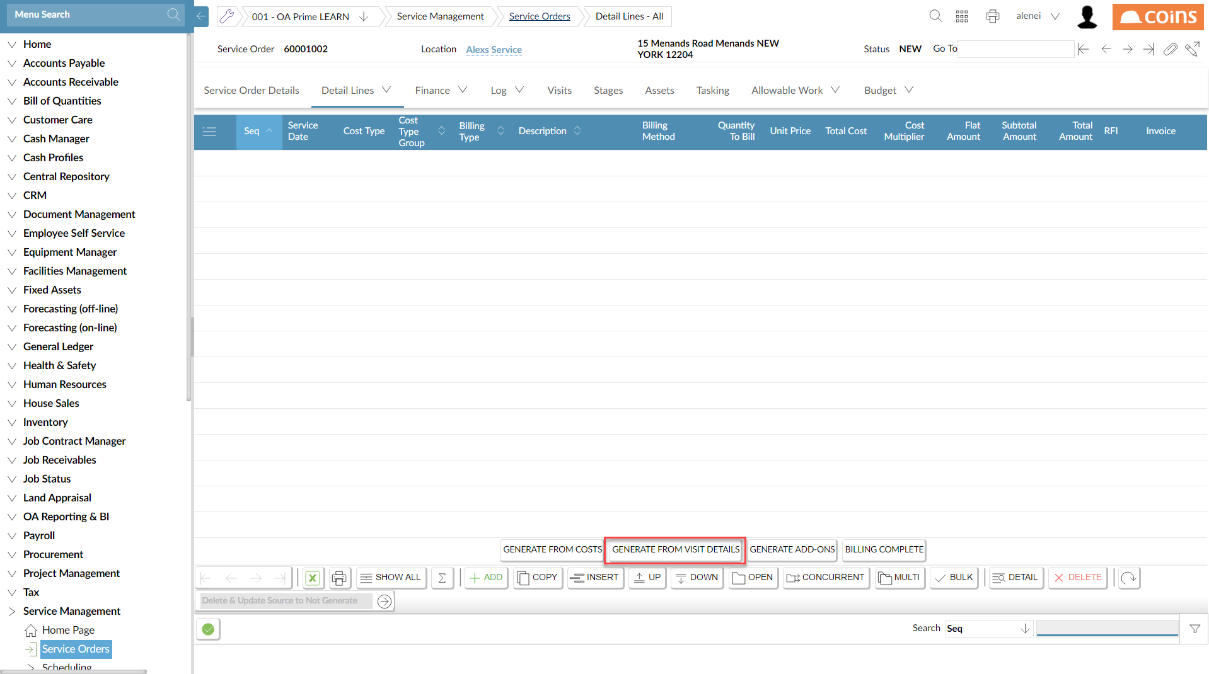 Menu Search
001 - OA Prime LEARN
Service Management
Service Orders
Detail Lines - All
alenei
coins
Service Order 60001002
Location Alexs Service
15 Menands Road Menands NEW
YORK 12204
Status NEW
Go To
Service Order Details
Detail Lines
Finance
Log
Visits
Stages
Assets
Tasking
Allowable Work
Budget
Seq
Service
Date
Cost Type
Cost
Type
Group
Billing
Type
Description
Billing
Method
Quantity
To Bill
Unit Price
Total Cost
Cost
Multiplier
Flat
Amount
Subtotal
Amount
Total
Amount
RFI
Invoice
Home
Accounts Payable
Accounts Receivable
Bill of Quantities
Customer Care
Cash Manager
Cash Profiles
Central Repository
CRM
Document Management
Employee Self Service
Equipment Manager
Facilities Management
Fixed Assets
Forecasting (off-line)
Forecasting (on-line)
General Ledger
Health & Safety
Human Resources
House Sales
Inventory
Job Contract Manager
Job Receivables
Job Status
Land Appraisal
OA Reporting & BI
Payroll
Procurement
Project Management
Tax
Service Management
Home Page
Service Orders
Scheduling
GENERATE FROM COSTS
GENERATE FROM VISIT DETAILS
GENERATE ADD-ONS
BILLING COMPLETE
X
SHOW ALL
Σ
ADD
COPY
INSERT
UP
DOWN
OPEN
CONCURRENT
MULTI
BULK
DETAIL
DELETE
Delete & Update Source to Not Generate
Search Seq